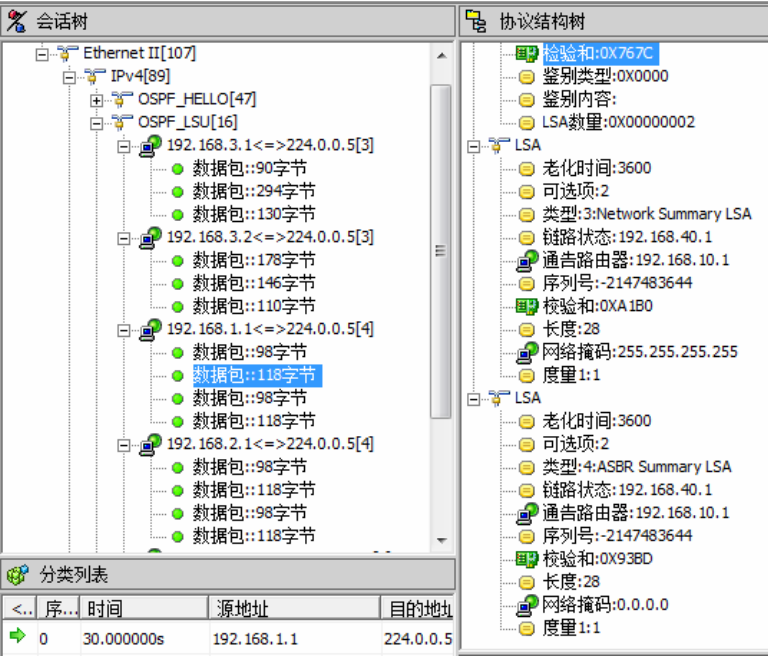 会话树
Ethernet II[107]
IPv4[89]
OSPF_HELLO[47]
OSPF_LSU[16]
192.168.3.1<=>224.0.0.5[3]
数据包::90字节
数据包::294字节
数据包::130字节
192.168.3.2<=>224.0.0.5[3]
数据包::178字节
数据包::146字节
数据包::110字节
192.168.1.1<=>224.0.0.5[4]
数据包::98字节
数据包::118字节
数据包::98字节
数据包::118字节
192.168.2.1<=>224.0.0.5[4]
数据包::98字节
数据包::118字节
数据包::98字节
数据包::118字节
分类列表
<.. 序... 时间 源地址 目的地址
0 30.000000s 192.168.1.1 224.0.0.5
协议结构树
检验和:0X767C
鉴别类型:0X0000
鉴别内容:
LSA数量:0X00000002
LSA
老化时间:3600
可选项:2
类型:3:Network Summary LSA
链路状态:192.168.40.1
通告路由器:192.168.10.1
序列号:-2147483644
校验和:0XA1B0
长度:28
网络掩码:255.255.255.255
度量1:1
LSA
老化时间:3600
可选项:2
类型:4:ASBR Summary LSA
链路状态:192.168.40.1
通告路由器:192.168.10.1
序列号:-2147483644
校验和:0X93BD
长度:28
网络掩码:0.0.0.0
度量1:1